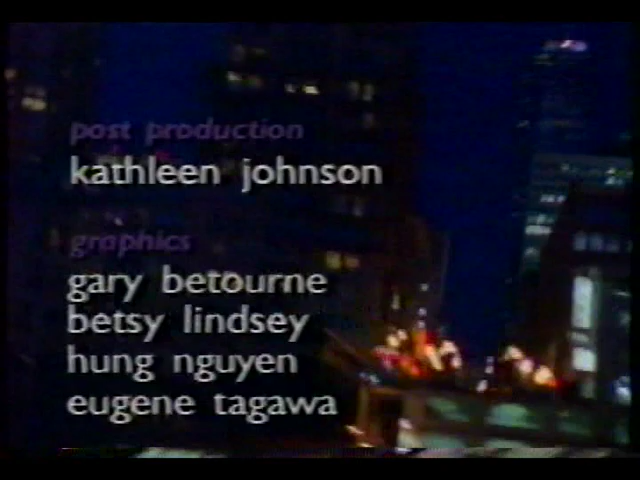 post production
kathleen johnson
graphics
gary betourne
betsy lindsey
hung nguyen
eugene tagawa